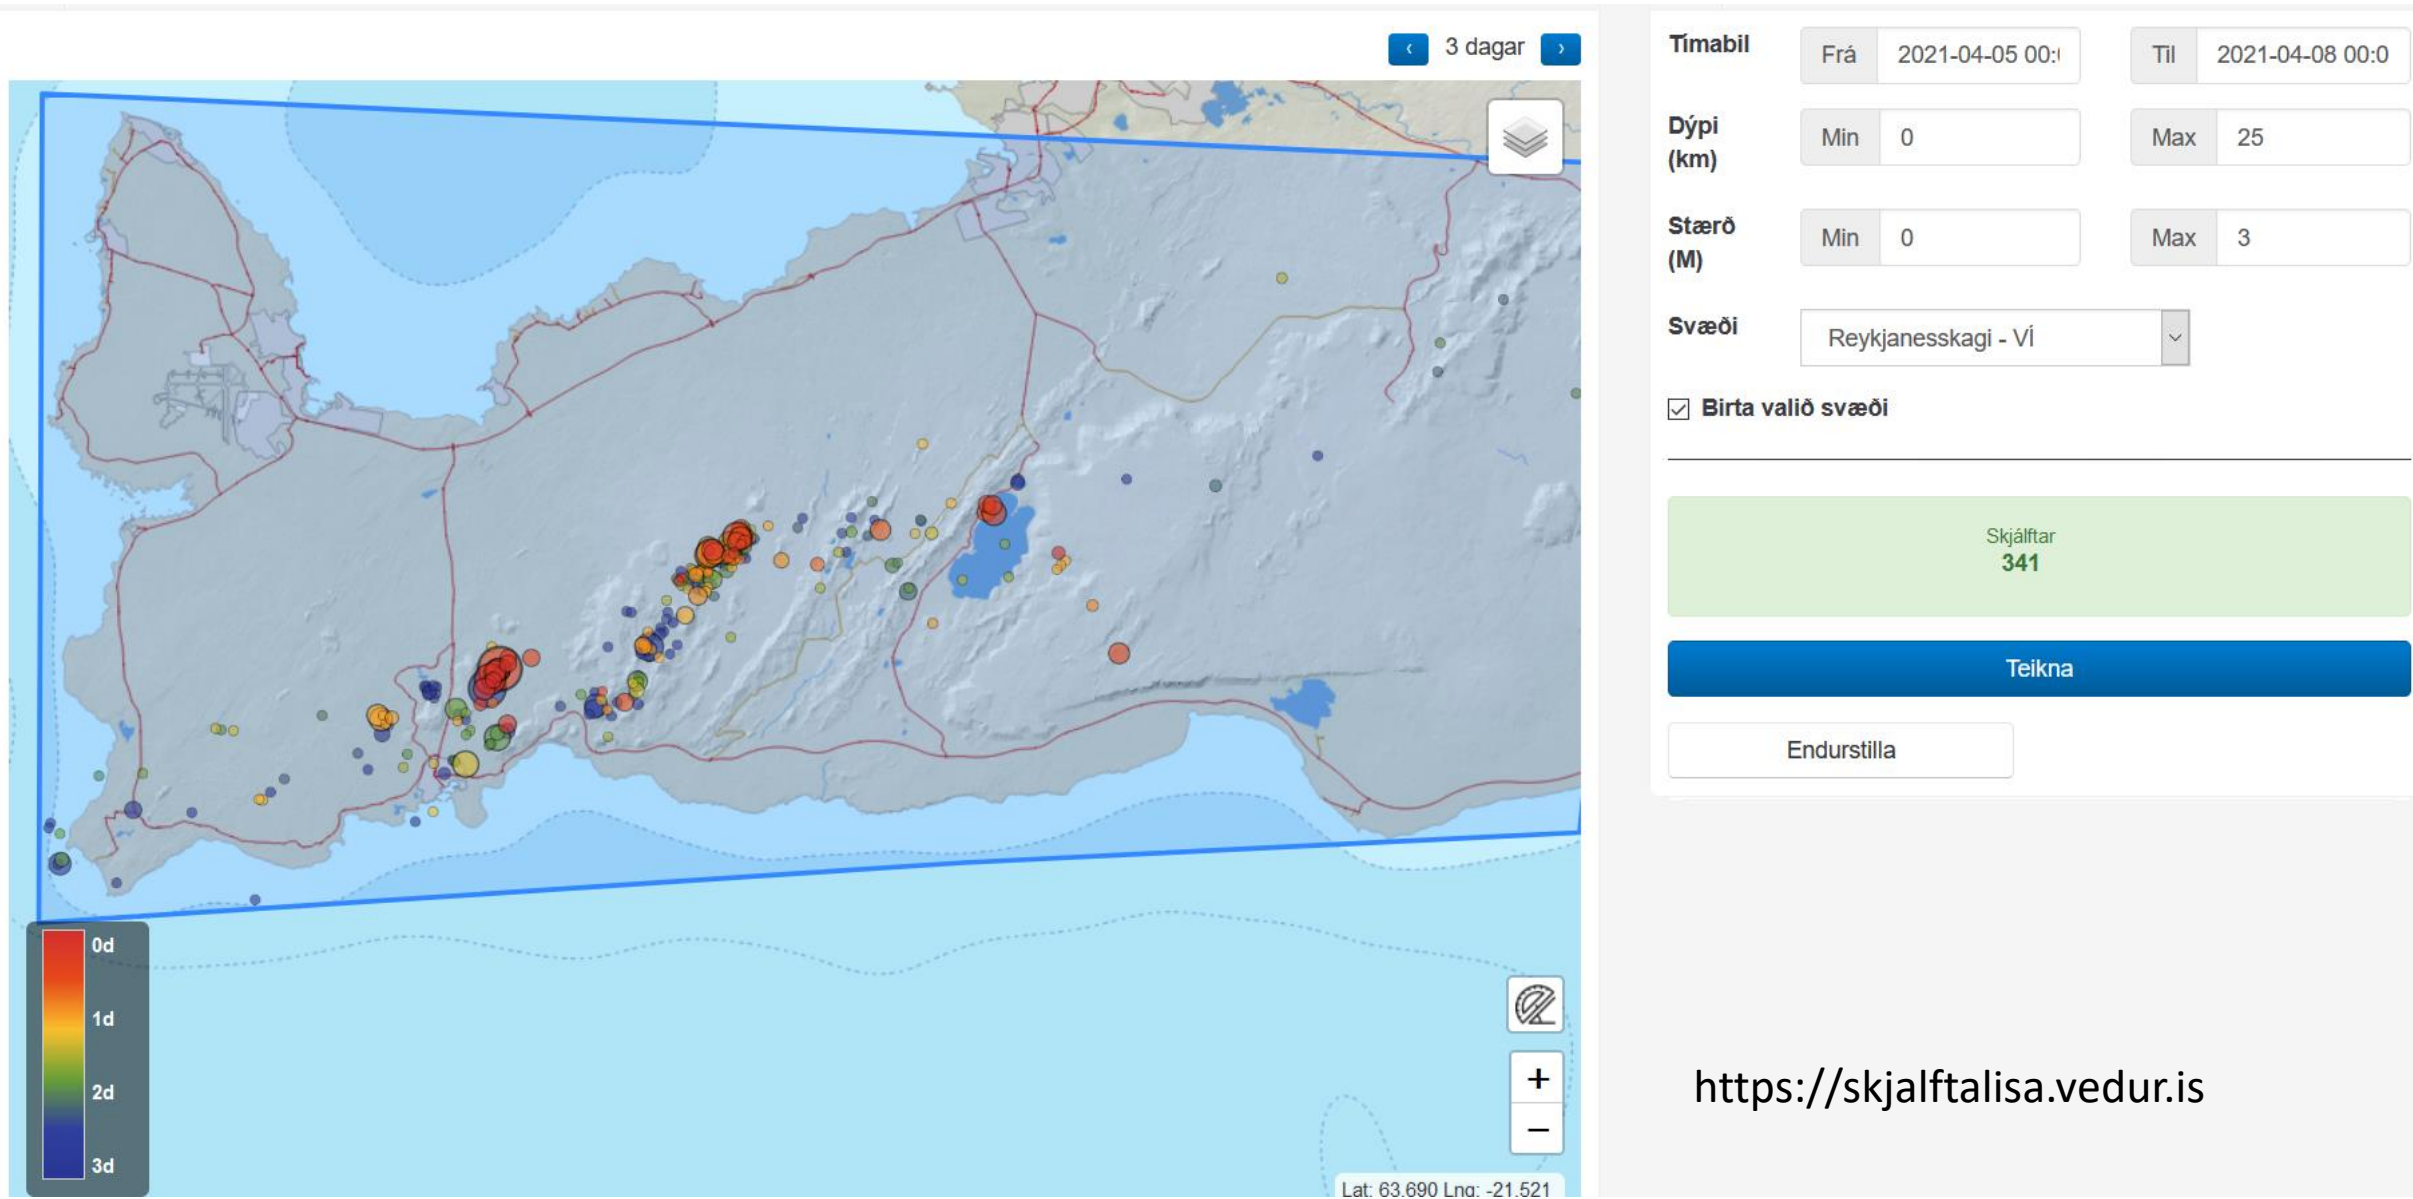 ‹ 3 dagar ›
Tímabil
Frá 2021-04-05 00:
Til 2021-04-08 00:0
Dýpi
(km)
Min 0
Max 25
Stærð
(M)
Min 0
Max 3
Svæði
Reykjanesskagi - VÍ
Birta valið svæði
Skjálftar
341
Teikna
Endurstilla
0d
1d
2d
3d
+
−
Lat: 63.690 Lng: -21.521
https://skjalftalisa.vedur.is